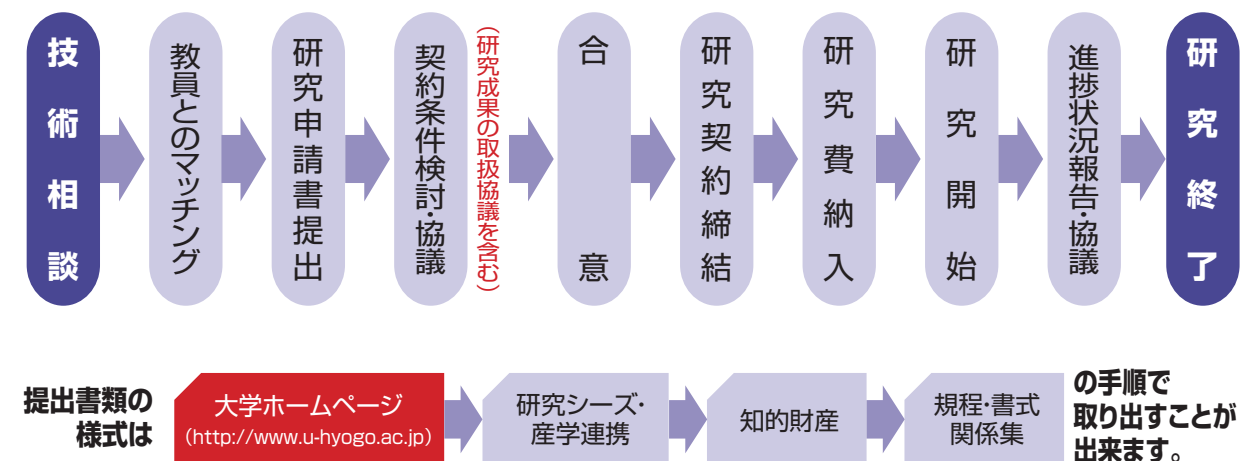 技術相談
教員とのマッチング
研究申請書提出
契約条件検討・協議
(研究成果の取扱協議を含む)
合意
研究契約締結
研究費納入
研究開始
進捗状況報告・協議
研究終了
提出書類の
様式は
大学ホームページ
(http://www.u-hyogo.ac.jp)
研究シーズ・
産学連携
知的財産
規程・書式
関係集
の手順で
取り出すことが
出来ます。